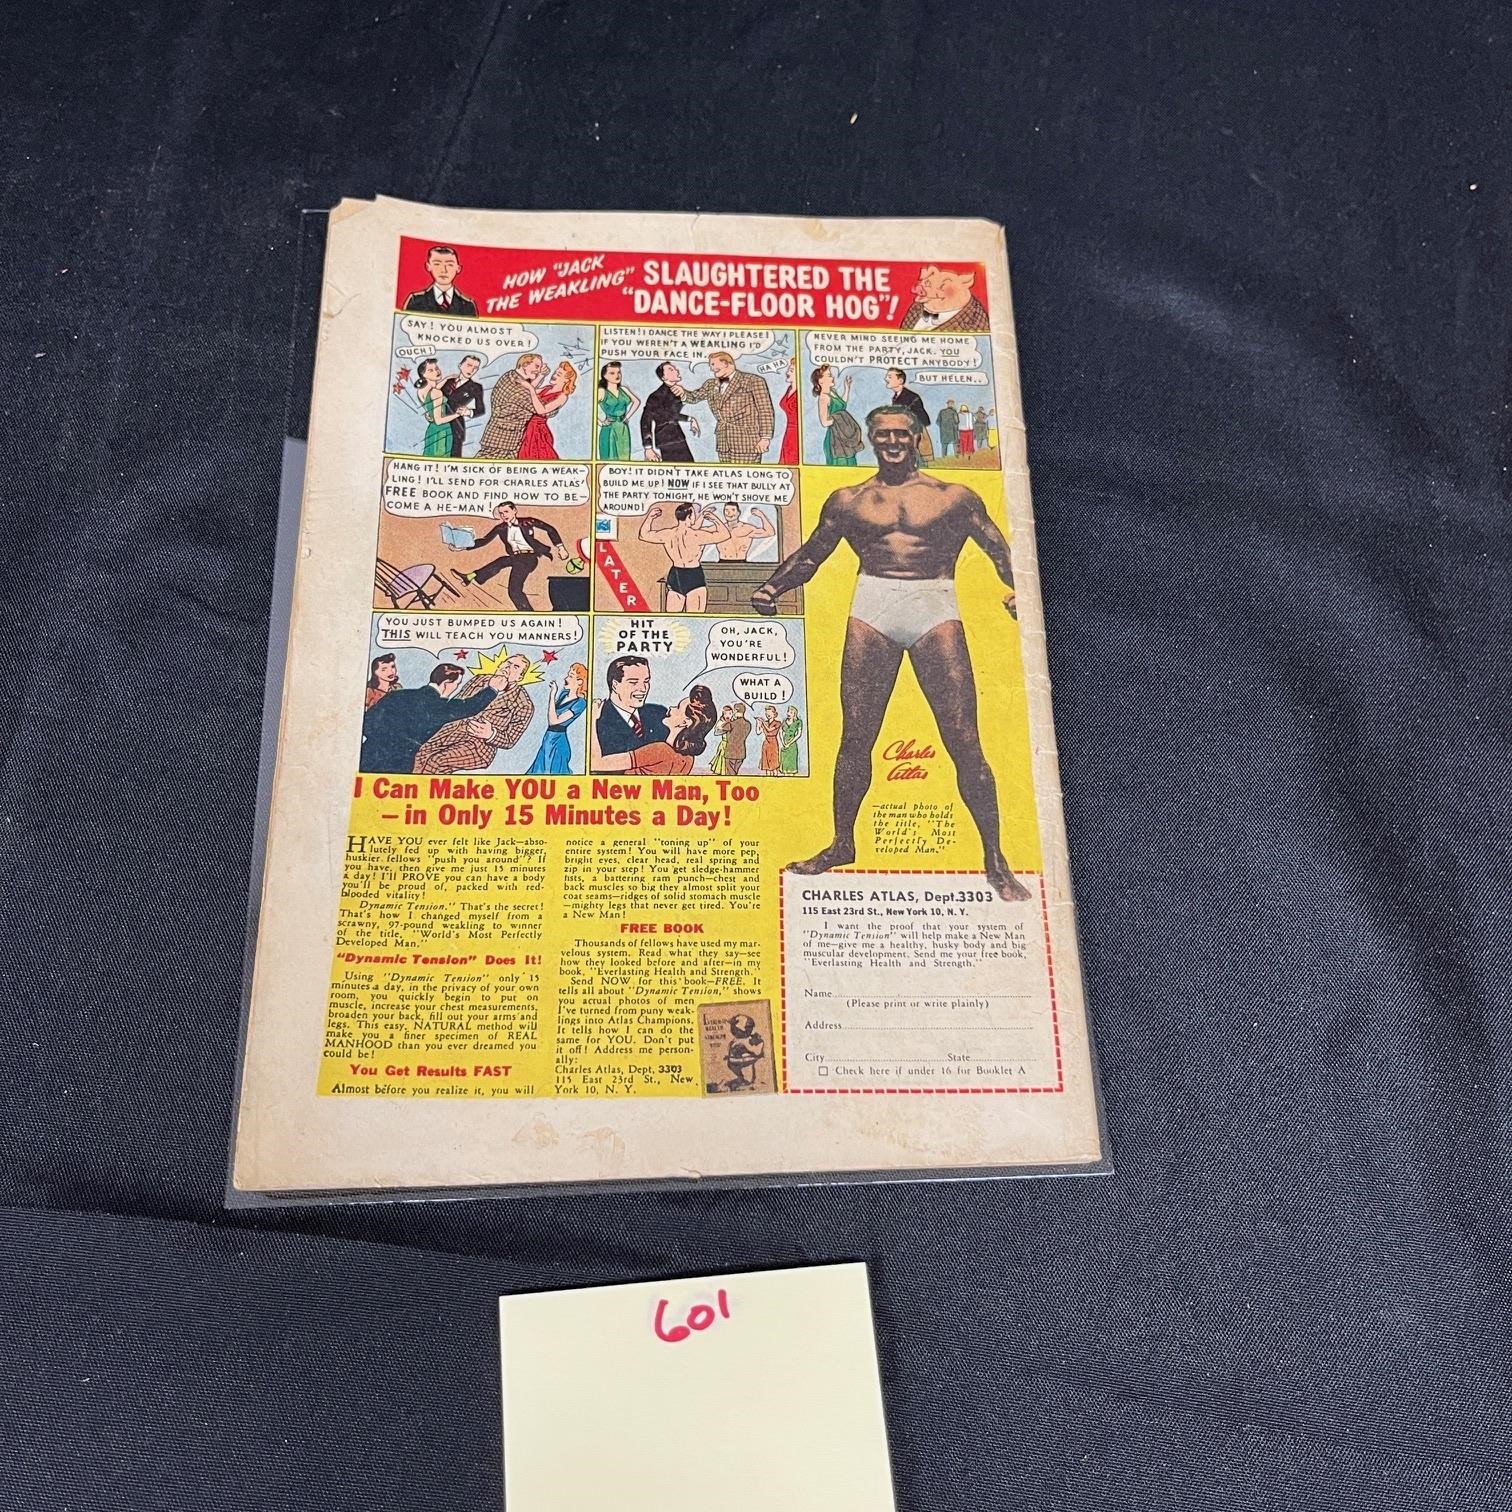 HOW "JACK
THE WEAKLING"
SLAUGHTERED THE
"DANCE-FLOOR HOG"!
SAY! YOU ALMOST
KNOCKED US OVER!
OUCH!
LISTEN! I DANCE THE WAY I PLEASE!
IF YOU WEREN'T A WEAKLING I'D
PUSH YOUR FACE IN.
HA HA
NEVER MIND SEEING ME HOME
FROM THE PARTY, JACK. YOU
COULDN'T PROTECT ANYBODY!
BUT HELEN..
HANG IT! I'M SICK OF BEING A WEAK-
LING! I'LL SEND FOR CHARLES ATLAS'
FREE BOOK AND FIND HOW TO BE-
COME A HE-MAN!
BOY! IT DIDN'T TAKE ATLAS LONG TO
BUILD ME UP! NOW IF I SEE THAT BULLY AT
THE PARTY TONIGHT, HE WON'T SHOVE ME
AROUND!
LATER
YOU JUST BUMPED US AGAIN!
THIS WILL TEACH YOU MANNERS!
HIT
OF THE
PARTY
OH, JACK,
YOU'RE
WONDERFUL!
WHAT A
BUILD!
Charles
Atlas
—actual photo of
the man who holds
the title, "The
World's Most
Perfectly De-
veloped Man."
I Can Make YOU a New Man, Too
—in Only 15 Minutes a Day!
HAVE YOU ever felt like Jack—abso-
lutely fed up with having bigger,
huskier fellows "push you around"? If
you have, then give me just 15 minutes
a day! I'll PROVE you can have a body
you'll be proud of, packed with red-
blooded vitality!
"Dynamic Tension." That's the secret!
That's how I changed myself from a
scrawny, 97-pound weakling to winner
of the title, "World's Most Perfectly
Developed Man."
"Dynamic Tension" Does It!
Using "Dynamic Tension" only 15
minutes a day, in the privacy of your own
room, you quickly begin to put on
muscle, increase your chest measurements,
broaden your back, fill out your arms and
legs. This easy, NATURAL method will
make you a finer specimen of REAL
MANHOOD than you ever dreamed you
could be!
You Get Results FAST
Almost before you realize it, you will
notice a general "toning up" of your
entire system! You will have more pep,
bright eyes, clear head, real spring and
zip in your step! You get sledge-hammer
fists, a battering ram punch—chest and
back muscles so big they almost split your
coat seams—ridges of solid stomach muscle
—mighty legs that never get tired. You're
a New Man!
FREE BOOK
Thousands of fellows have used my mar-
velous system. Read what they say—see
how they looked before and after—in my
book, "Everlasting Health and Strength."
Send NOW for this book—FREE. It
tells all about "Dynamic Tension," shows
you actual photos of men
I've turned from puny weak-
lings into Atlas Champions.
It tells how I can do the
same for YOU. Don't put
it off! Address me person-
ally:
Charles Atlas, Dept. 3303
115 East 23rd St., New
York 10, N. Y.
CHARLES ATLAS, Dept.3303
115 East 23rd St., New York 10, N. Y.
I want the proof that your system of
"Dynamic Tension" will help make a New Man
of me—give me a healthy, husky body and big
muscular development. Send me your free book,
"Everlasting Health and Strength."
Name
(Please print or write plainly)
Address
City State
Check here if under 16 for Booklet A
601